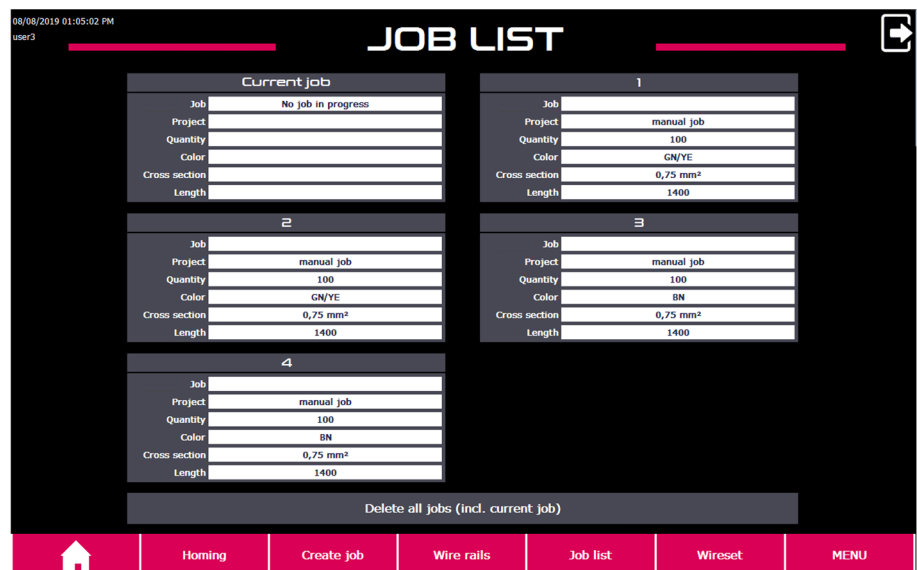 08/08/2019 01:05:02 PM
user3
JOB LIST
Current job
Job No job in progress
Project
Quantity
Color
Cross section
Length
1
Job
Project manual job
Quantity 100
Color GN/YE
Cross section 0,75 mm²
Length 1400
2
Job
Project manual job
Quantity 100
Color GN/YE
Cross section 0,75 mm²
Length 1400
3
Job
Project manual job
Quantity 100
Color BN
Cross section 0,75 mm²
Length 1400
4
Job
Project manual job
Quantity 100
Color BN
Cross section 0,75 mm²
Length 1400
Delete all jobs (incl. current job)
Homing Create job Wire rails Job list Wireset MENU